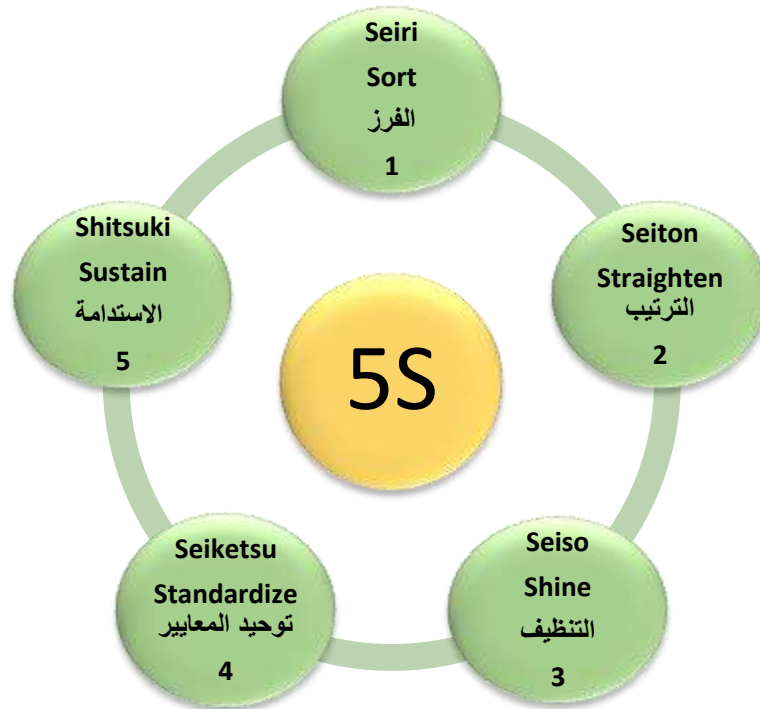 Seiri
Sort
الفرز
1
Seiton
Straighten
الترتيب
2
Seiso
Shine
التنظيف
3
Seiketsu
Standardize
توحيد المعايير
4
Shitsuki
Sustain
الاستدامة
5
5S